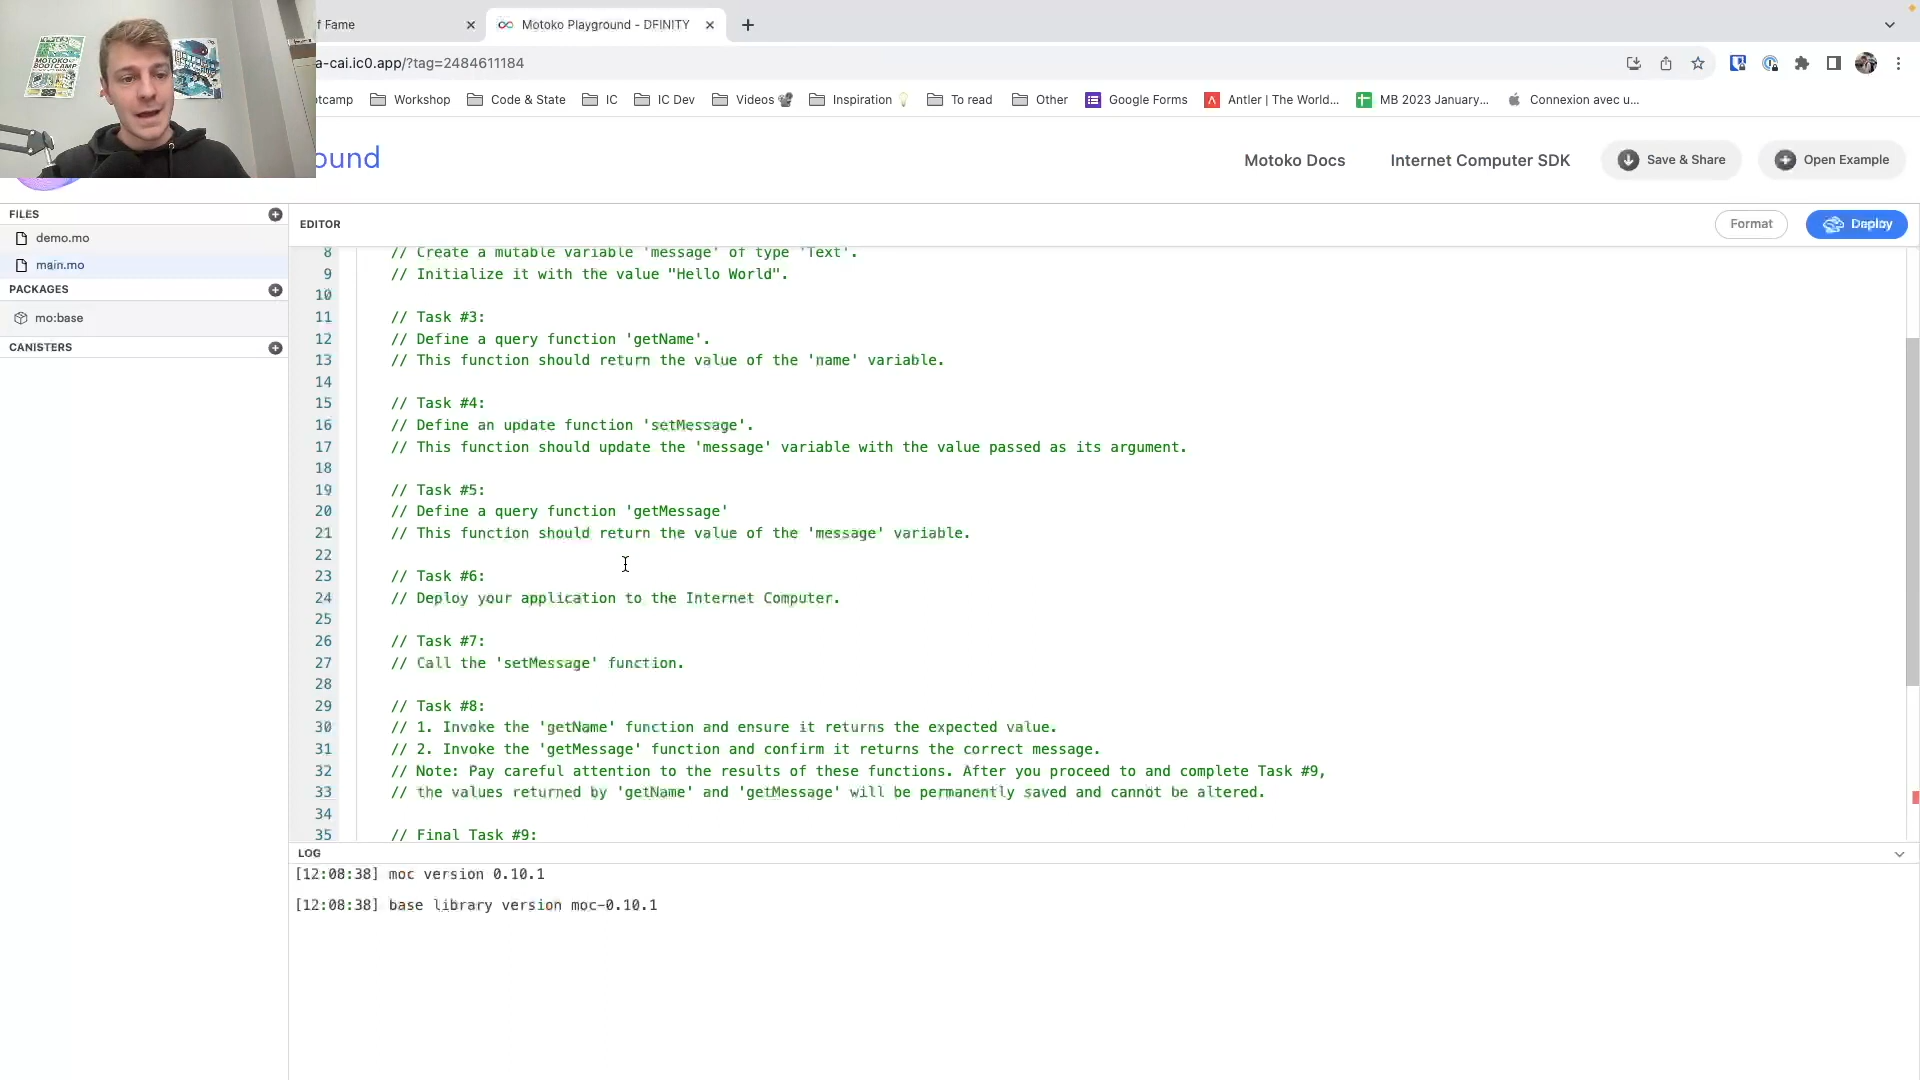 f Fame
Motoko Playground - DFINITY
a-cai.ic0.app/?tag=2484611184
otcamp
Workshop
Code & State
IC
IC Dev
Videos
Inspiration
To read
Other
Google Forms
Antler | The World...
MB 2023 January...
Connexion avec u...
MOTOKO
BOOTCAMP
ound
Motoko Docs
Internet Computer SDK
Save & Share
Open Example
FILES
demo.mo
main.mo
PACKAGES
mo:base
CANISTERS
EDITOR
Format
Deploy
8 // Create a mutable variable 'message' of type 'Text'.
9 // Initialize it with the value "Hello World".
10
11 // Task #3:
12 // Define a query function 'getName'.
13 // This function should return the value of the 'name' variable.
14
15 // Task #4:
16 // Define an update function 'setMessage'.
17 // This function should update the 'message' variable with the value passed as its argument.
18
19 // Task #5:
20 // Define a query function 'getMessage'
21 // This function should return the value of the 'message' variable.
22
23 // Task #6:
24 // Deploy your application to the Internet Computer.
25
26 // Task #7:
27 // Call the 'setMessage' function.
28
29 // Task #8:
30 // 1. Invoke the 'getName' function and ensure it returns the expected value.
31 // 2. Invoke the 'getMessage' function and confirm it returns the correct message.
32 // Note: Pay careful attention to the results of these functions. After you proceed to and complete Task #9,
33 // the values returned by 'getName' and 'getMessage' will be permanently saved and cannot be altered.
34
35 // Final Task #9:
LOG
[12:08:38] moc version 0.10.1
[12:08:38] base library version moc-0.10.1